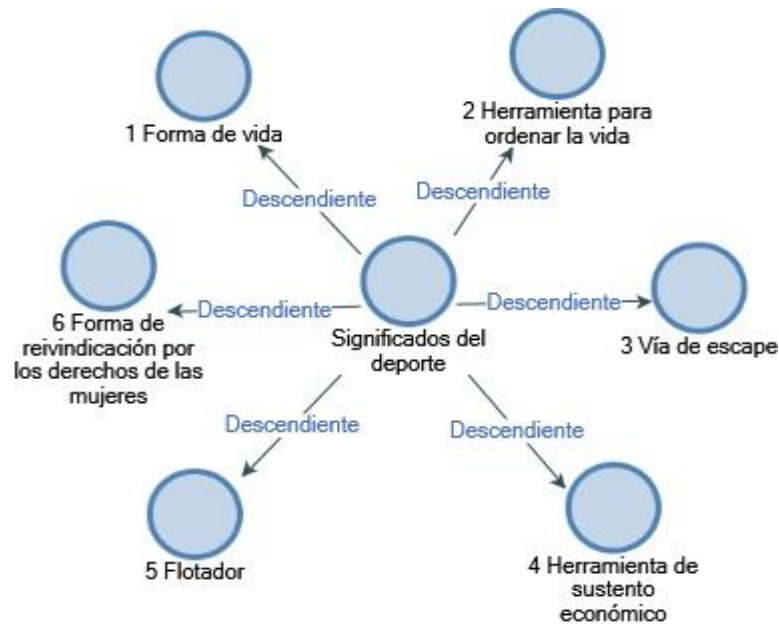 1 Forma de vida
2 Herramienta para
ordenar la vida
Descendiente
Descendiente
6 Forma de
reivindicación por
los derechos de las
mujeres
Descendiente
Significados del
deporte
Descendiente
3 Vía de escape
Descendiente
Descendiente
5 Flotador
4 Herramienta de
sustento
económico